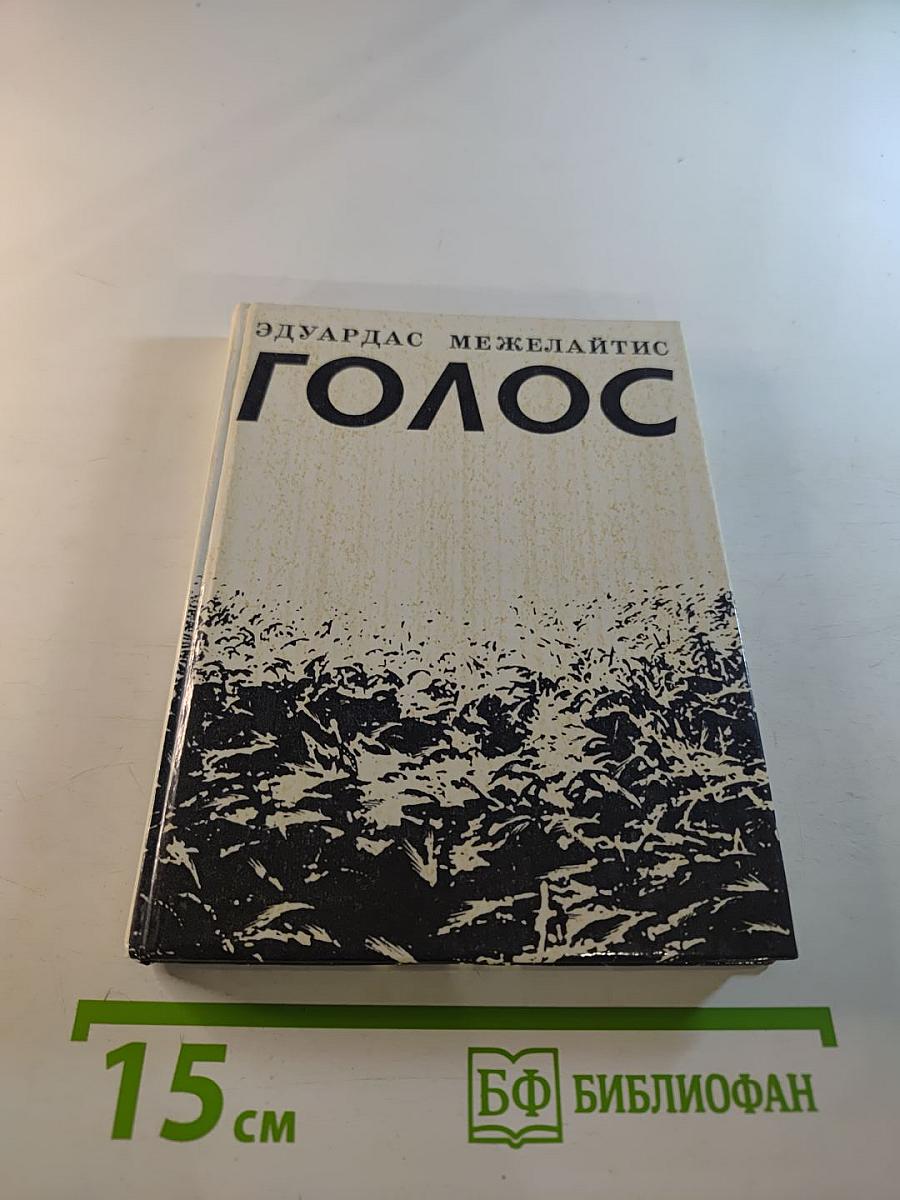 ЭДУАРДАС МЕЖЕЛАЙТИС
ГОЛОС
15 см
БФ БИБЛИОФАН